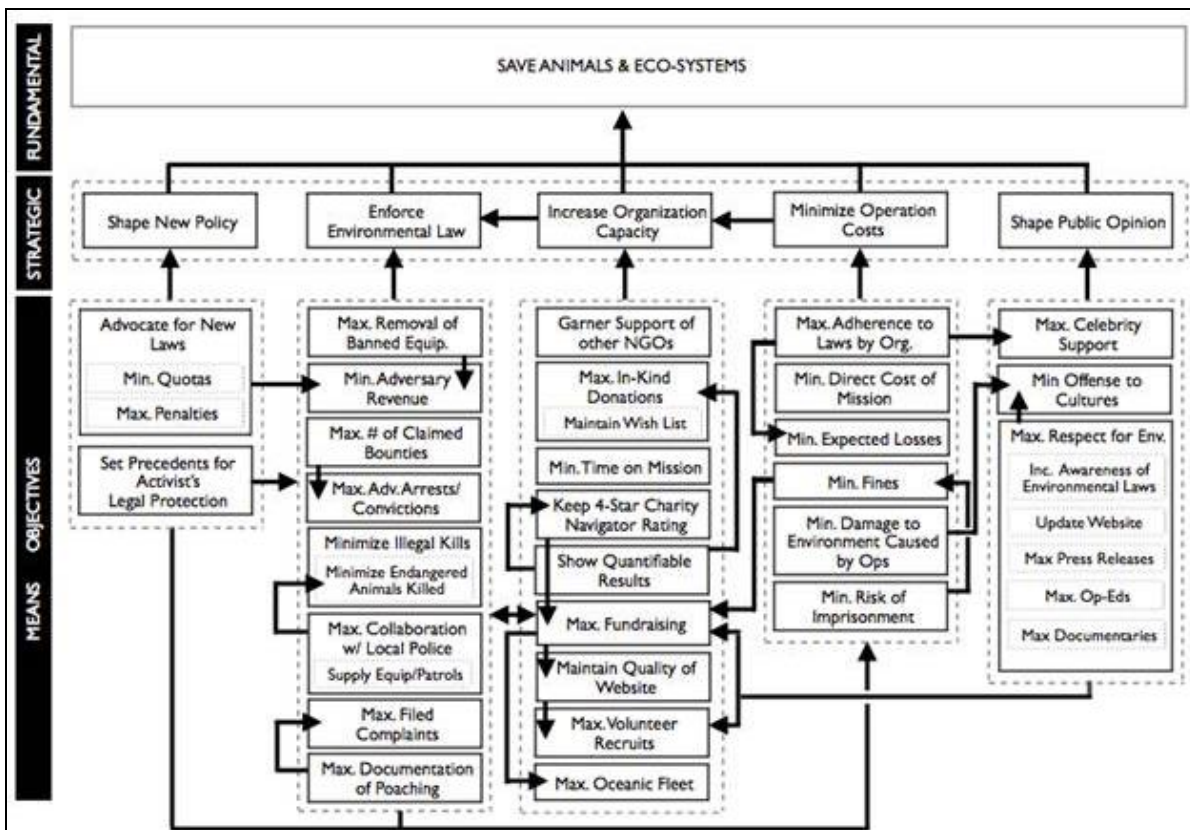 FUNDAMENTAL
SAVE ANIMALS & ECO-SYSTEMS
STRATEGIC
Shape New Policy
Enforce
Environmental Law
Increase Organization
Capacity
Minimize Operation
Costs
Shape Public Opinion
MEANS OBJECTIVES
Advocate for New
Laws
Min. Quotas
Max. Penalties
Set Precedents for
Activist's
Legal Protection
Max. Removal of
Banned Equip.
Min. Adversary
Revenue
Max. # of Claimed
Bounties
Max. Adv. Arrests/
Convictions
Minimize Illegal Kills
Minimize Endangered
Animals Killed
Max. Collaboration
w/ Local Police
Supply Equip/Patrols
Max. Filed
Complaints
Max. Documentation
of Poaching
Garner Support of
other NGOs
Max. In-Kind
Donations
Maintain Wish List
Min. Time on Mission
Keep 4-Star Charity
Navigator Rating
Show Quantifiable
Results
Max. Fundraising
Maintain Quality of
Website
Max. Volunteer
Recruits
Max. Oceanic Fleet
Max. Adherence to
Laws by Org.
Min. Direct Cost of
Mission
Min. Expected Losses
Min. Fines
Min. Damage to
Environment Caused
by Ops
Min. Risk of
Imprisonment
Max. Celebrity
Support
Min Offense to
Cultures
Max. Respect for Env.
Inc. Awareness of
Environmental Laws
Update Website
Max Press Releases
Max. Op-Eds
Max Documentaries